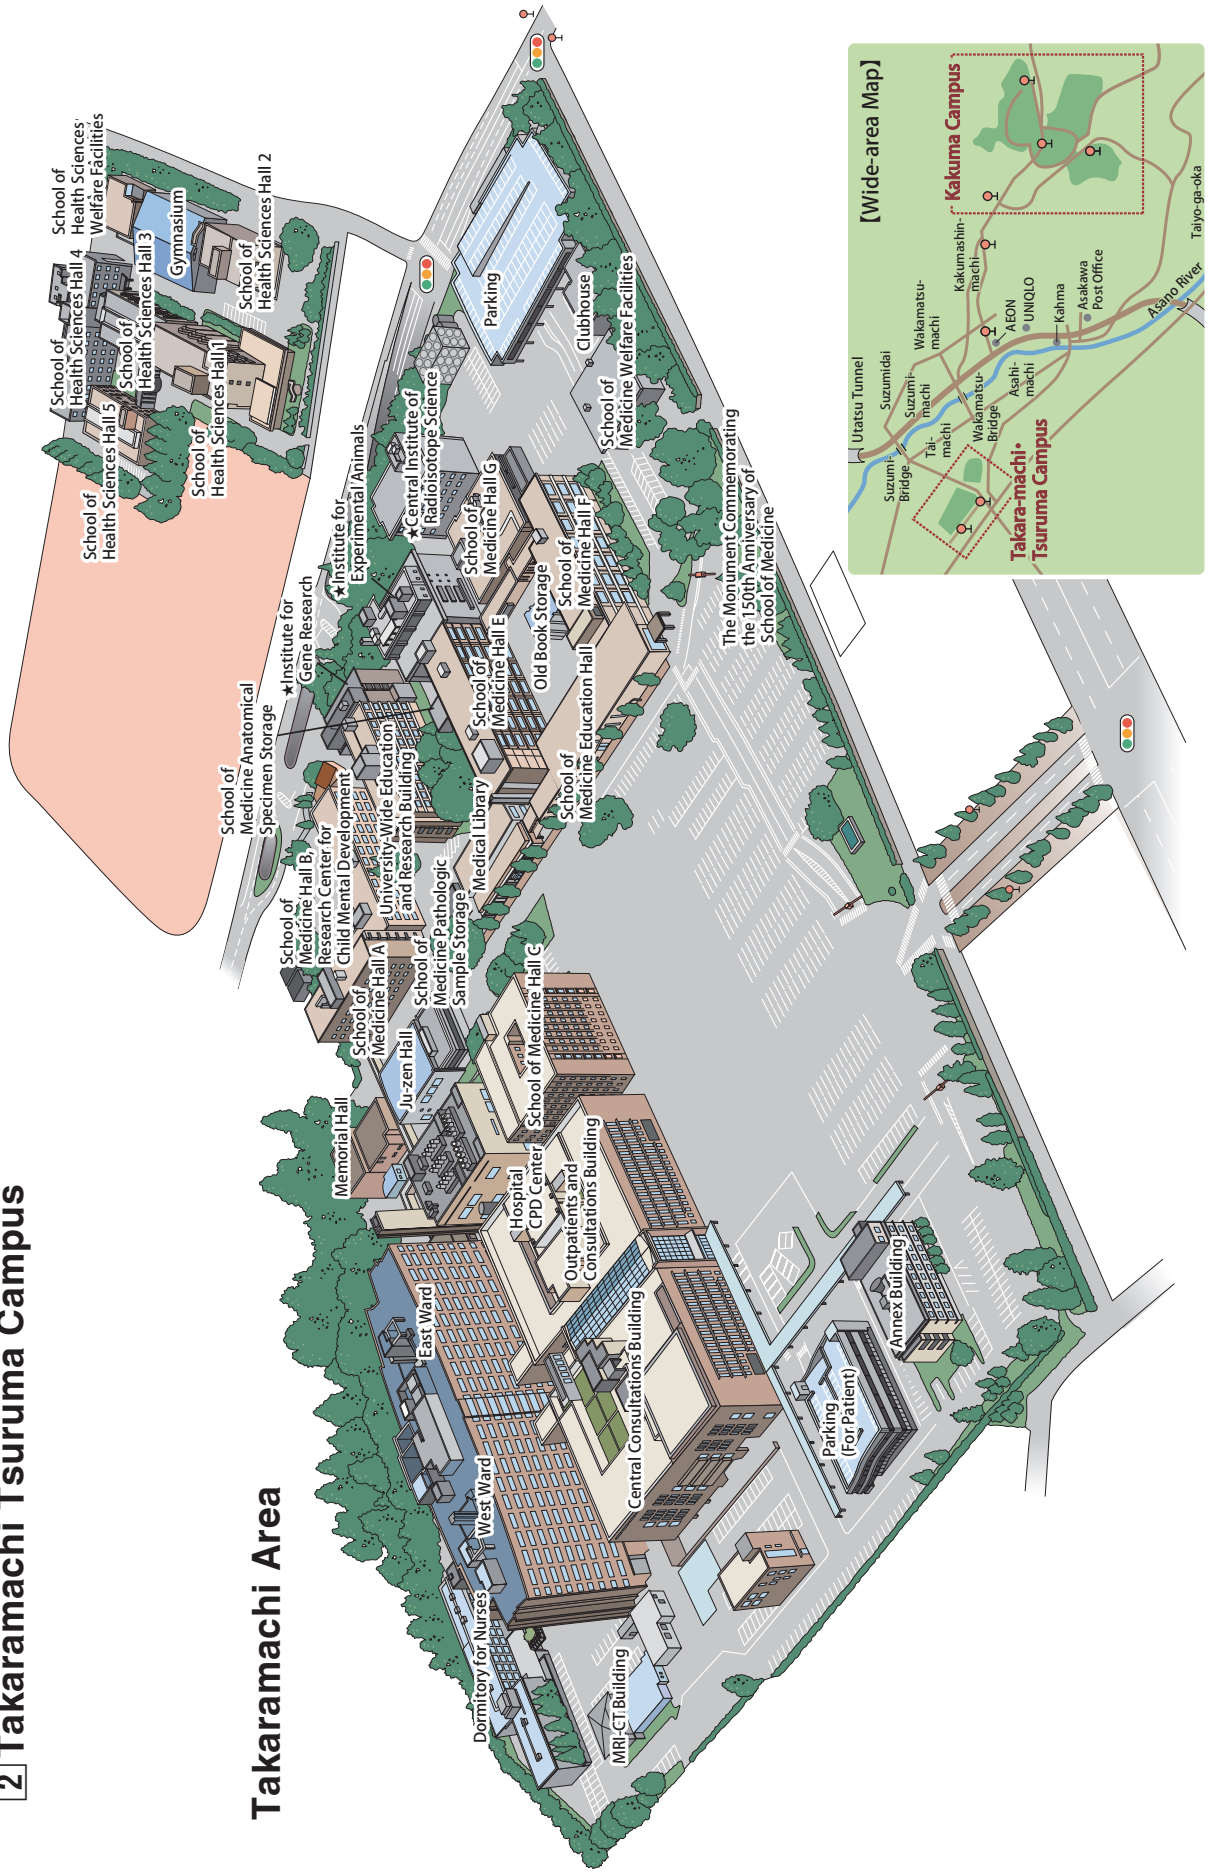 2 Takaramachi Tsuruma Campus
Takaramachi Area
School of
Health Sciences
Welfare Facilities
School of
Health Sciences Hall 4
School of
Health Sciences Hall 3
Gymnasium
School of
Health Sciences Hall 2
School of
Health Sciences Hall 5
School of
Health Sciences Hall 1
School of
Medicine Anatomical
Specimen Storage
★Institute for
Gene Research
★Institute for
Experimental Animals
★Central Institute of
Radioisotope Science
Parking
Clubhouse
School of
Medicine Welfare Facilities
School of
Medicine Hall B,
Research Center for
Child Mental Development
University-Wide Education
and Research Building
School of
Medicine Hall G
School of
Medicine Hall F
School of
Medicine Hall E
Old Book Storage
School of
Medicine Education Hall
Medical Library
The Monument Commemorating
the 150th Anniversary of
School of Medicine
School of
Medicine Hall A
School of
Medicine Pathologic
Sample Storage
Memorial Hall
Ju-zen Hall
School of Medicine Hall C
Hospital
CPD Center
Outpatients and
Consultations Building
East Ward
West Ward
Central Consultations Building
Dormitory for Nurses
MRI-CT Building
Parking
(For Patient)
Annex Building
[Wide-area Map]
Kakuma Campus
Takara-machi•
Tsuruma Campus
Utatsu Tunnel
Suzumidai
Suzumi-
machi
Suzumi-
Bridge
Tai-
machi
Wakamatsu-
machi
Wakamatsu-
Bridge
Asahi-
machi
Kakumashin-
machi
AEON
UNIQLO
Kahma
Asakawa
Post Office
Asano River
Taiyo-ga-oka